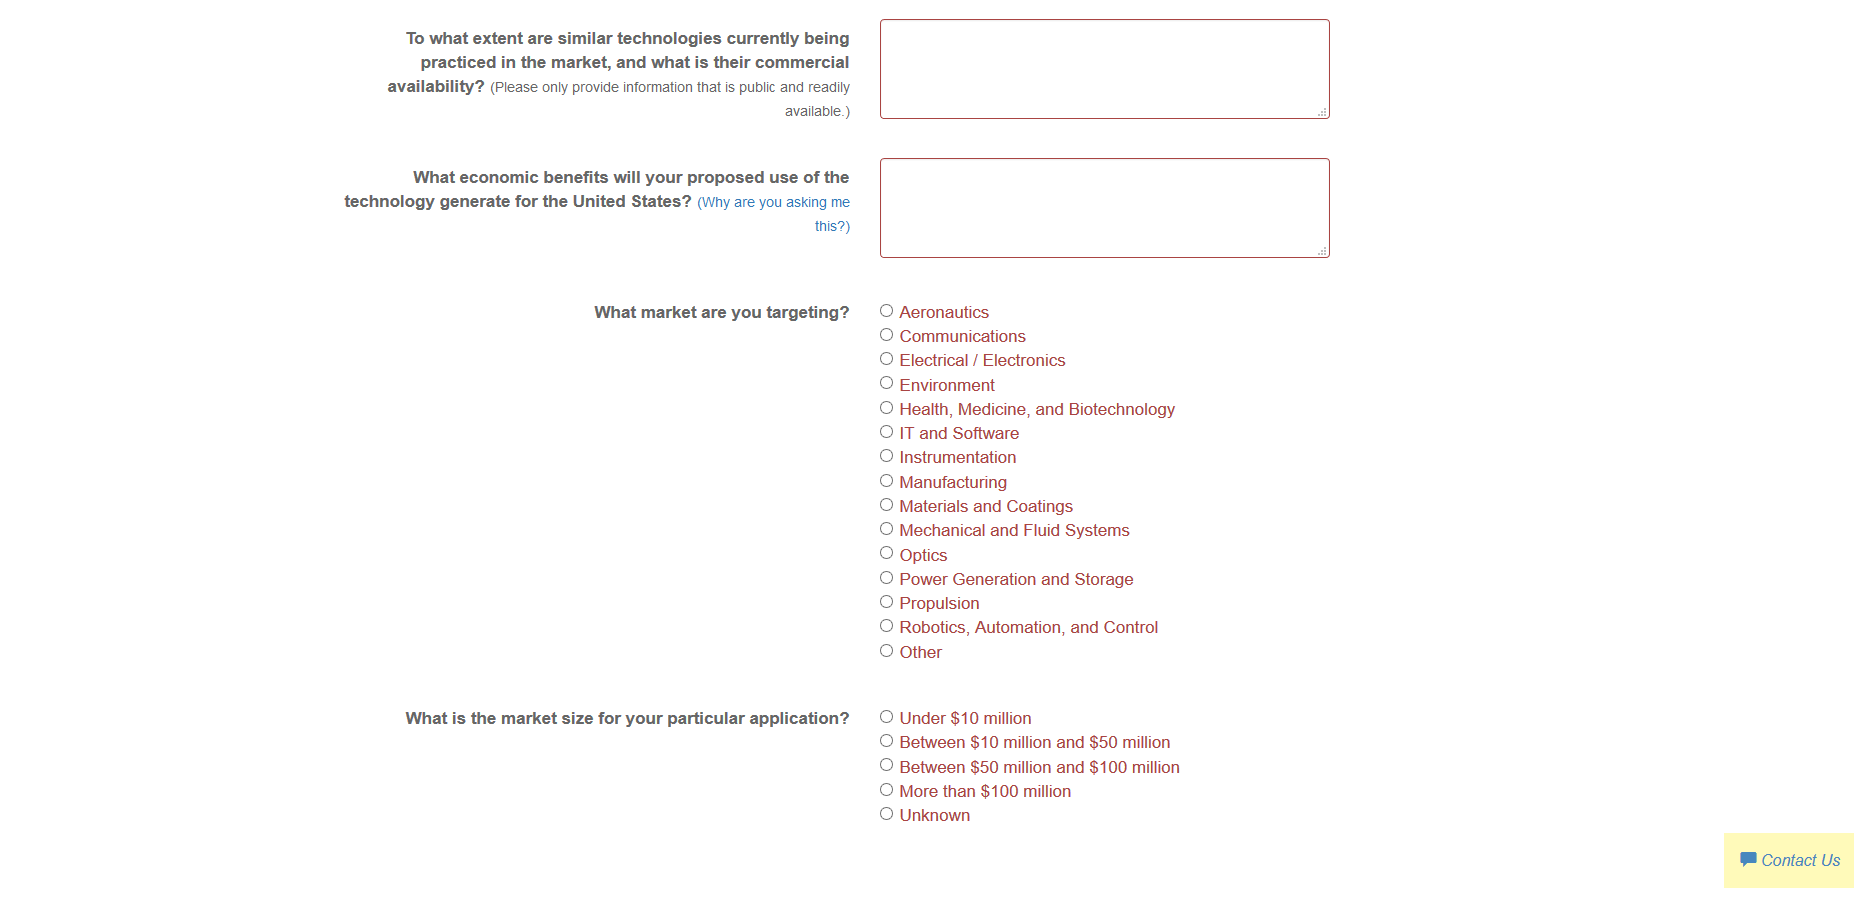 To what extent are similar technologies currently being
practiced in the market, and what is their commercial
availability? (Please only provide information that is public and readily
available.)
What economic benefits will your proposed use of the
technology generate for the United States? (Why are you asking me
this?)
What market are you targeting?
Aeronautics
Communications
Electrical / Electronics
Environment
Health, Medicine, and Biotechnology
IT and Software
Instrumentation
Manufacturing
Materials and Coatings
Mechanical and Fluid Systems
Optics
Power Generation and Storage
Propulsion
Robotics, Automation, and Control
Other
What is the market size for your particular application?
Under $10 million
Between $10 million and $50 million
Between $50 million and $100 million
More than $100 million
Unknown
Contact Us